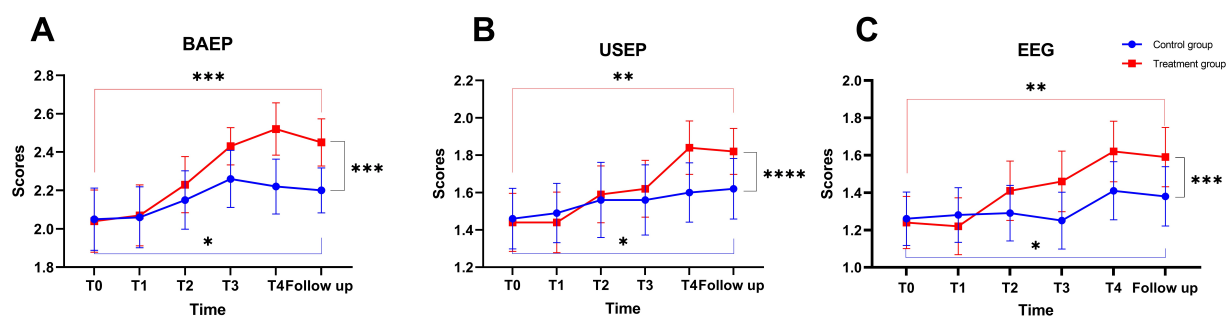 A
BAEP
2.8
2.6
2.4
2.2
2.0
1.8
Scores
***
***
*
T0 T1 T2 T3 T4 Follow up
Time
B
USEP
2.2
2.0
1.8
1.6
1.4
1.2
Scores
**
****
*
T0 T1 T2 T3 T4 Follow up
Time
C
EEG
Control group
Treatment group
2.0
1.8
1.6
1.4
1.2
1.0
Scores
**
***
*
T0 T1 T2 T3 T4 Follow up
Time